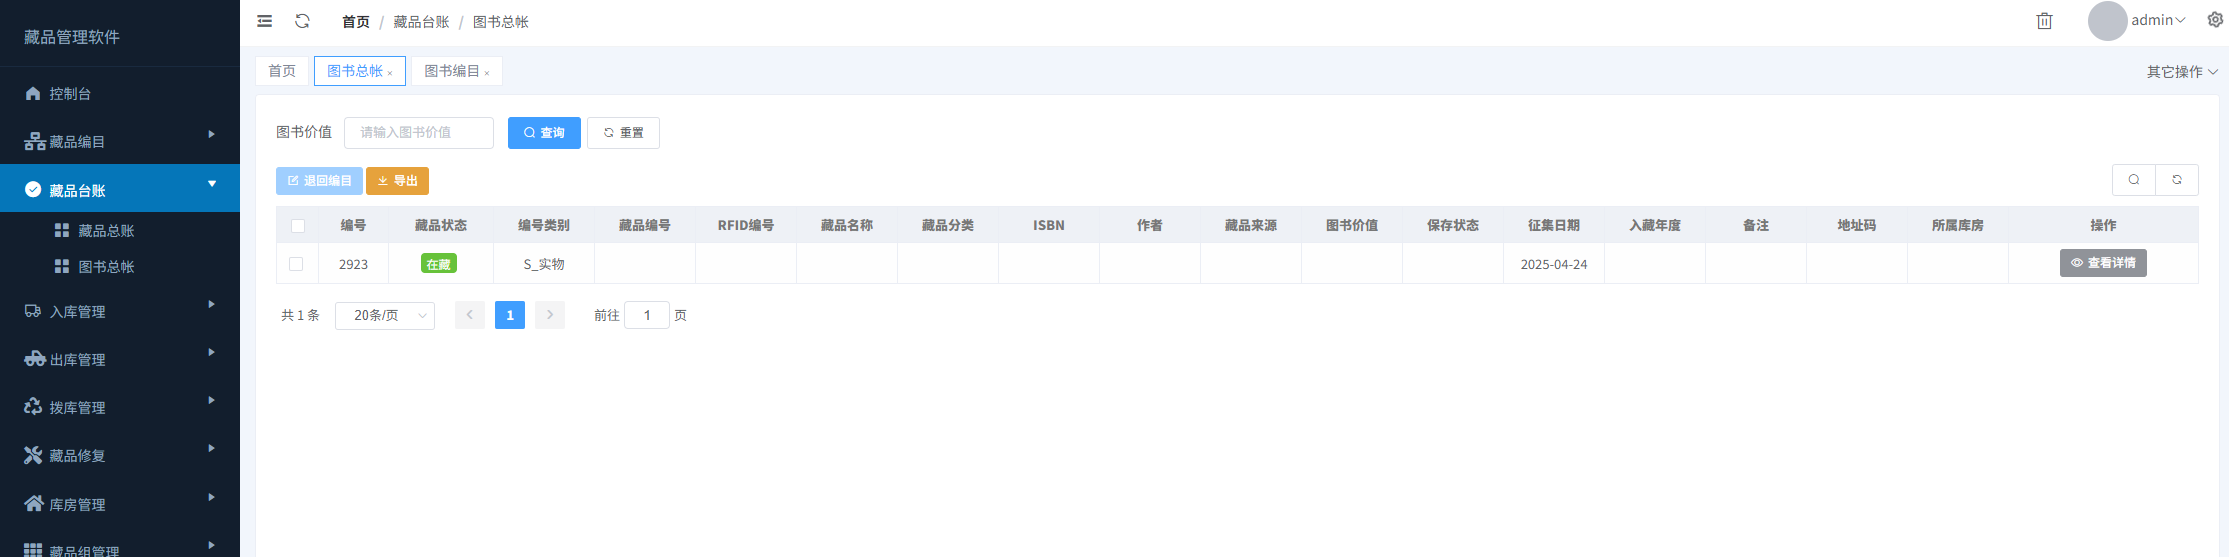 藏品管理软件
控制台
藏品编目
藏品台账
藏品总账
图书总帐
入库管理
出库管理
拨库管理
藏品修复
库房管理
藏品组管理
首页 / 藏品台账 / 图书总帐
admin
首页 图书总帐 × 图书编目 ×
其它操作
图书价值 请输入图书价值 查询 重置
退回编目 导出
编号 藏品状态 编号类别 藏品编号 RFID编号 藏品名称 藏品分类 ISBN 作者 藏品来源 图书价值 保存状态 征集日期 入藏年度 备注 地址码 所属库房 操作
2923 在藏 S_实物 2025-04-24 查看详情
共 1 条 20条/页 1 前往 1 页